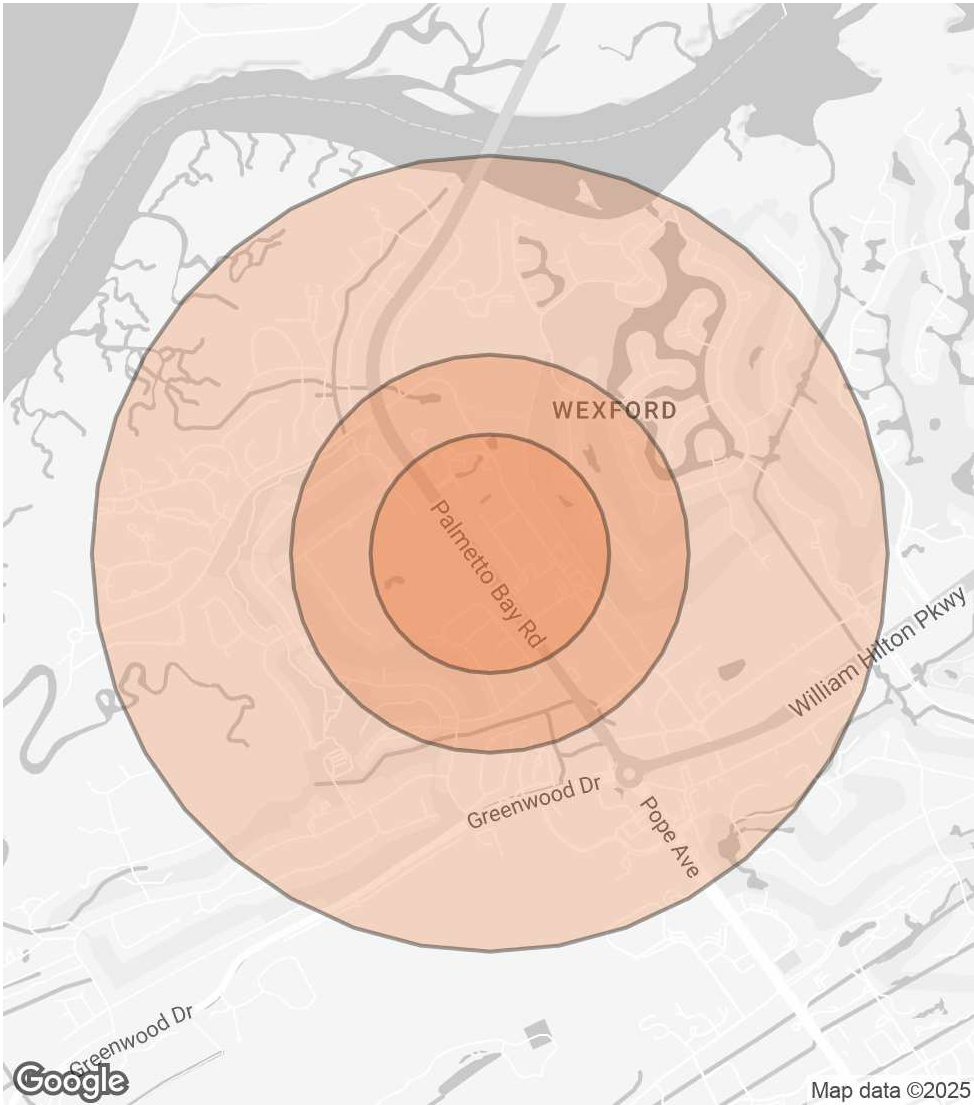 WEXFORD
Palmetto Bay Rd
William Hilton Pkwy
Greenwood Dr
Pope Ave
Greenwood Dr
Google
Map data ©2025